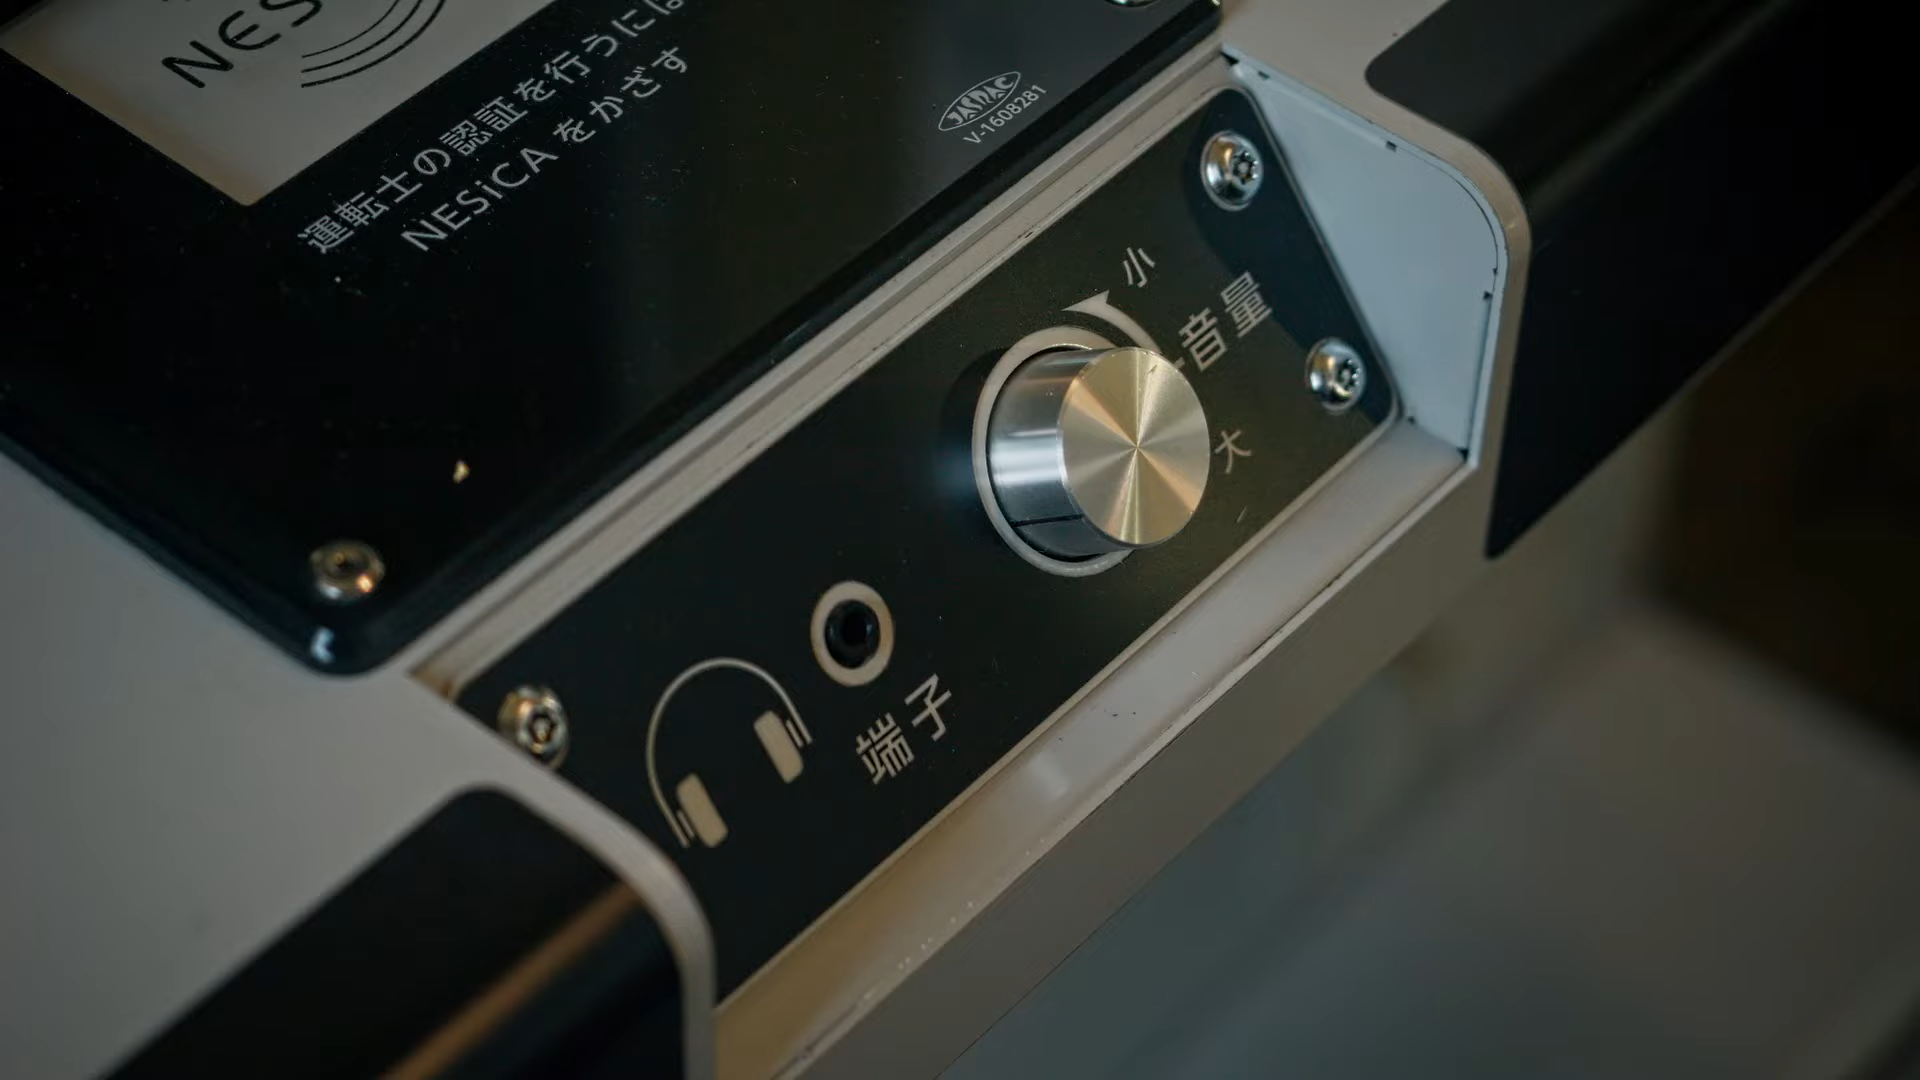 NES
運転士の認証を行うには
NESiCA をかざす
JASRAC
V-1608281
小
音量
大
端子